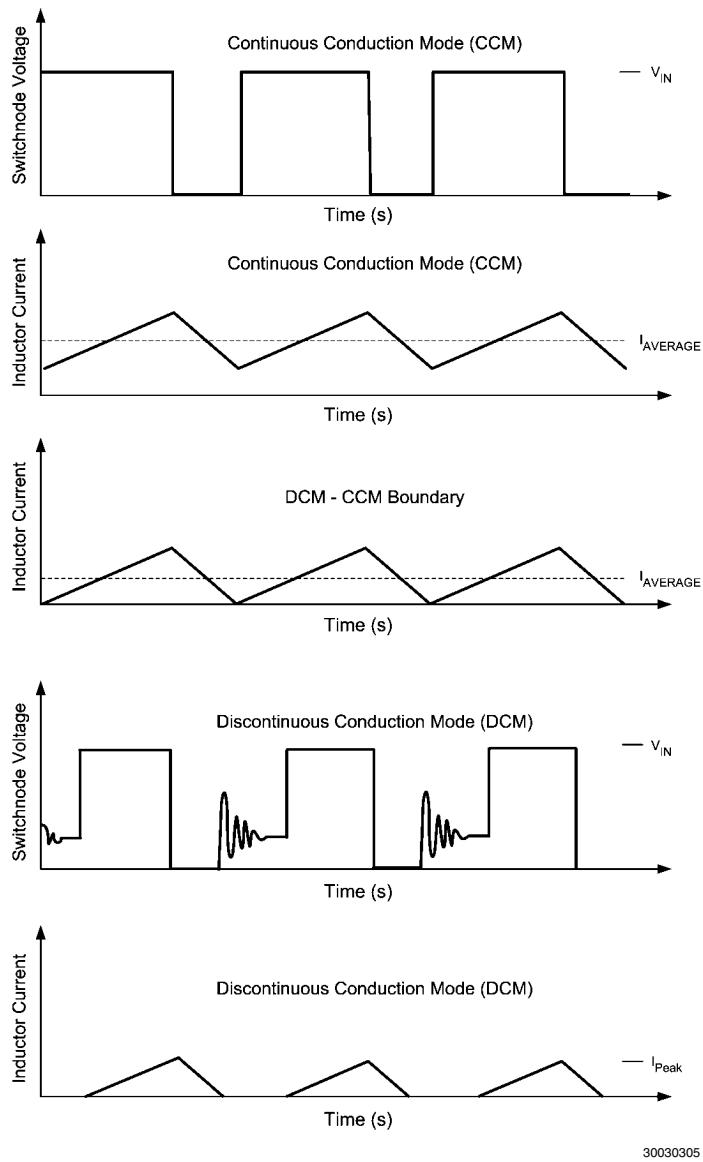 Continuous Conduction Mode (CCM)
Switchnode Voltage
V_IN
Time (s)
Continuous Conduction Mode (CCM)
Inductor Current
I_AVERAGE
Time (s)
DCM - CCM Boundary
Inductor Current
I_AVERAGE
Time (s)
Discontinuous Conduction Mode (DCM)
Switchnode Voltage
V_IN
Time (s)
Discontinuous Conduction Mode (DCM)
Inductor Current
I_Peak
Time (s)
30030305